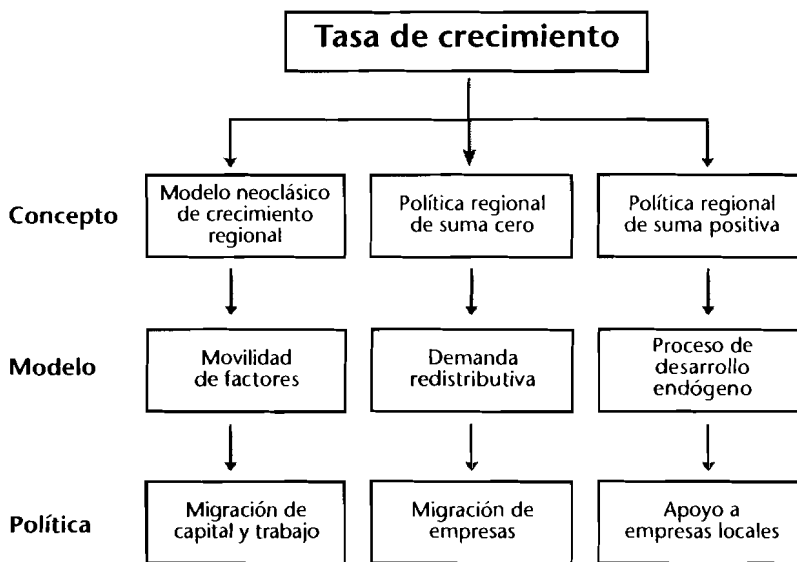 Tasa de crecimiento
Concepto
Modelo neoclásico
de crecimiento
regional
Política regional
de suma cero
Política regional
de suma positiva
Modelo
Movilidad
de factores
Demanda
redistributiva
Proceso de
desarrollo
endógeno
Política
Migración de
capital y trabajo
Migración de
empresas
Apoyo a
empresas locales